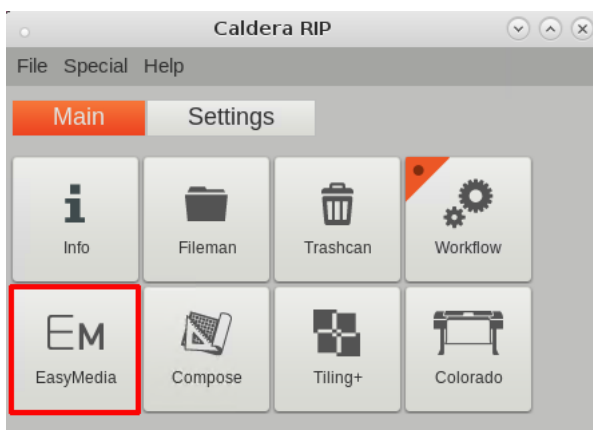 Caldera RIP
File Special Help
Main Settings
Info Fileman Trashcan Workflow
EM
EasyMedia Compose Tiling+ Colorado